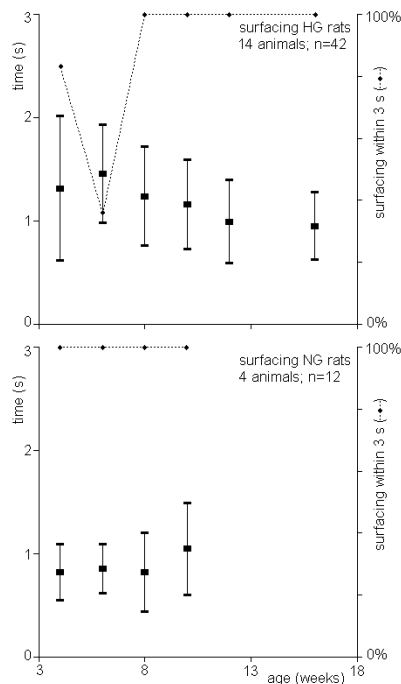 3
2
1
0
time (s)
surfacing HG rats
14 animals; n=42
100%
0%
surfacing within 3 s (--)
3
2
1
0
time (s)
surfacing NG rats
4 animals; n=12
100%
0%
surfacing within 3 s (--)
3
8
13
18
age (weeks)